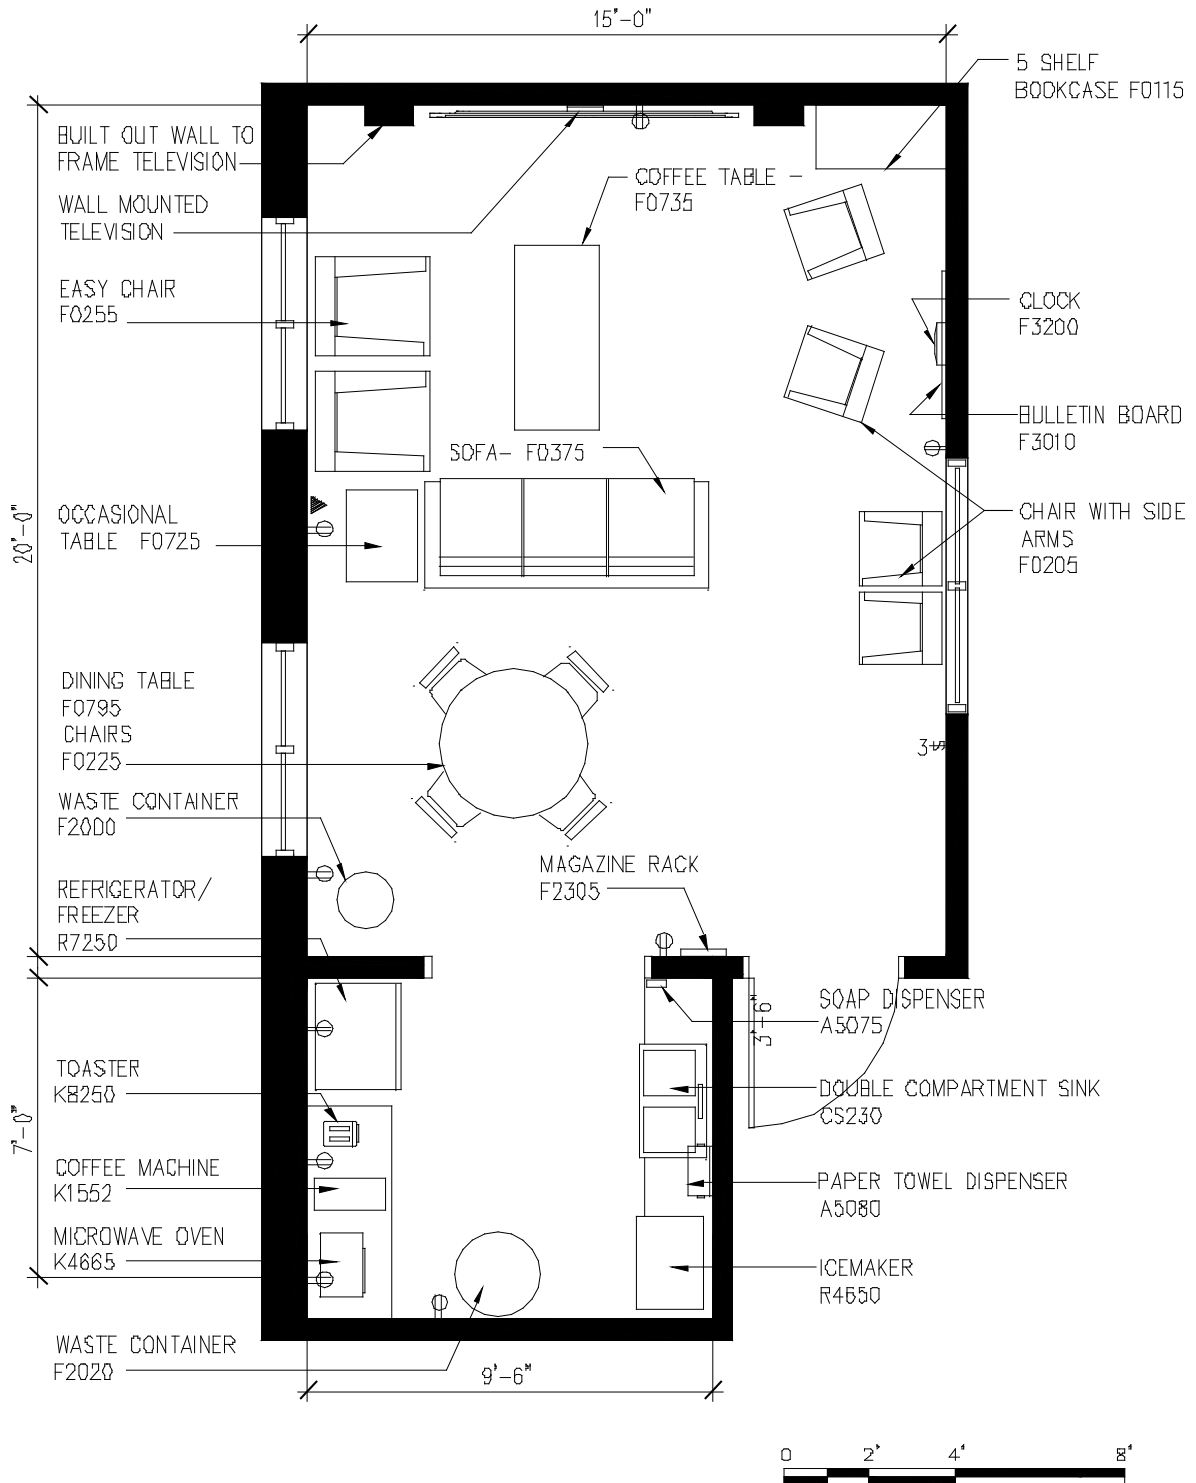 15'-0"
5 SHELF
BOOKCASE F0115
BUILT OUT WALL TO
FRAME TELEVISION
COFFEE TABLE -
F0735
WALL MOUNTED
TELEVISION
EASY CHAIR
F0255
CLOCK
F3200
BULLETIN BOARD
F3010
SOFA- F0375
20'-0"
OCCASIONAL
TABLE F0725
CHAIR WITH SIDE
ARMS
F0205
DINING TABLE
F0795
CHAIRS
F0225
WASTE CONTAINER
F2000
MAGAZINE RACK
F2305
REFRIGERATOR/
FREEZER
R7250
3'-6"
SOAP DISPENSER
A5075
TOASTER
K8250
DOUBLE COMPARTMENT SINK
CS230
7'-0"
COFFEE MACHINE
K1552
PAPER TOWEL DISPENSER
A5080
MICROWAVE OVEN
K4665
ICEMAKER
R4650
WASTE CONTAINER
F2020
9'-6"
0 2' 4' 8'